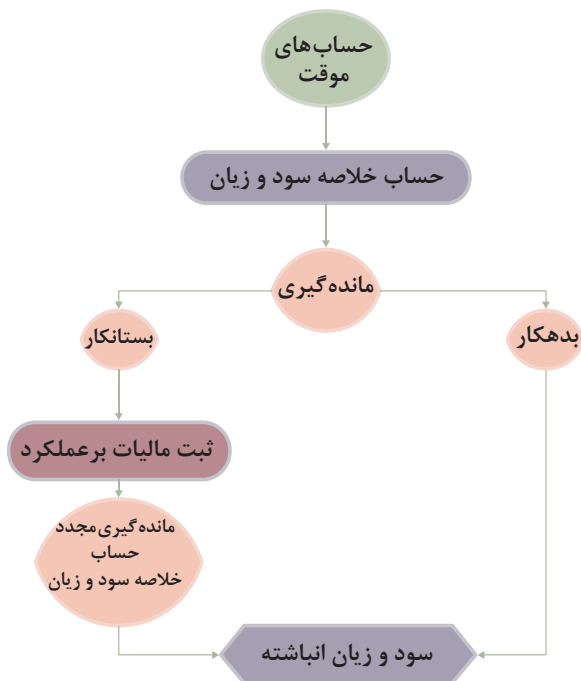 حساب‌های
موقت
حساب خلاصه سود و زیان
مانده‌گیری
بدهکار
بستانکار
ثبت مالیات برعملکرد
مانده‌گیری مجدد
حساب
خلاصه سود و زیان
سود و زیان انباشته